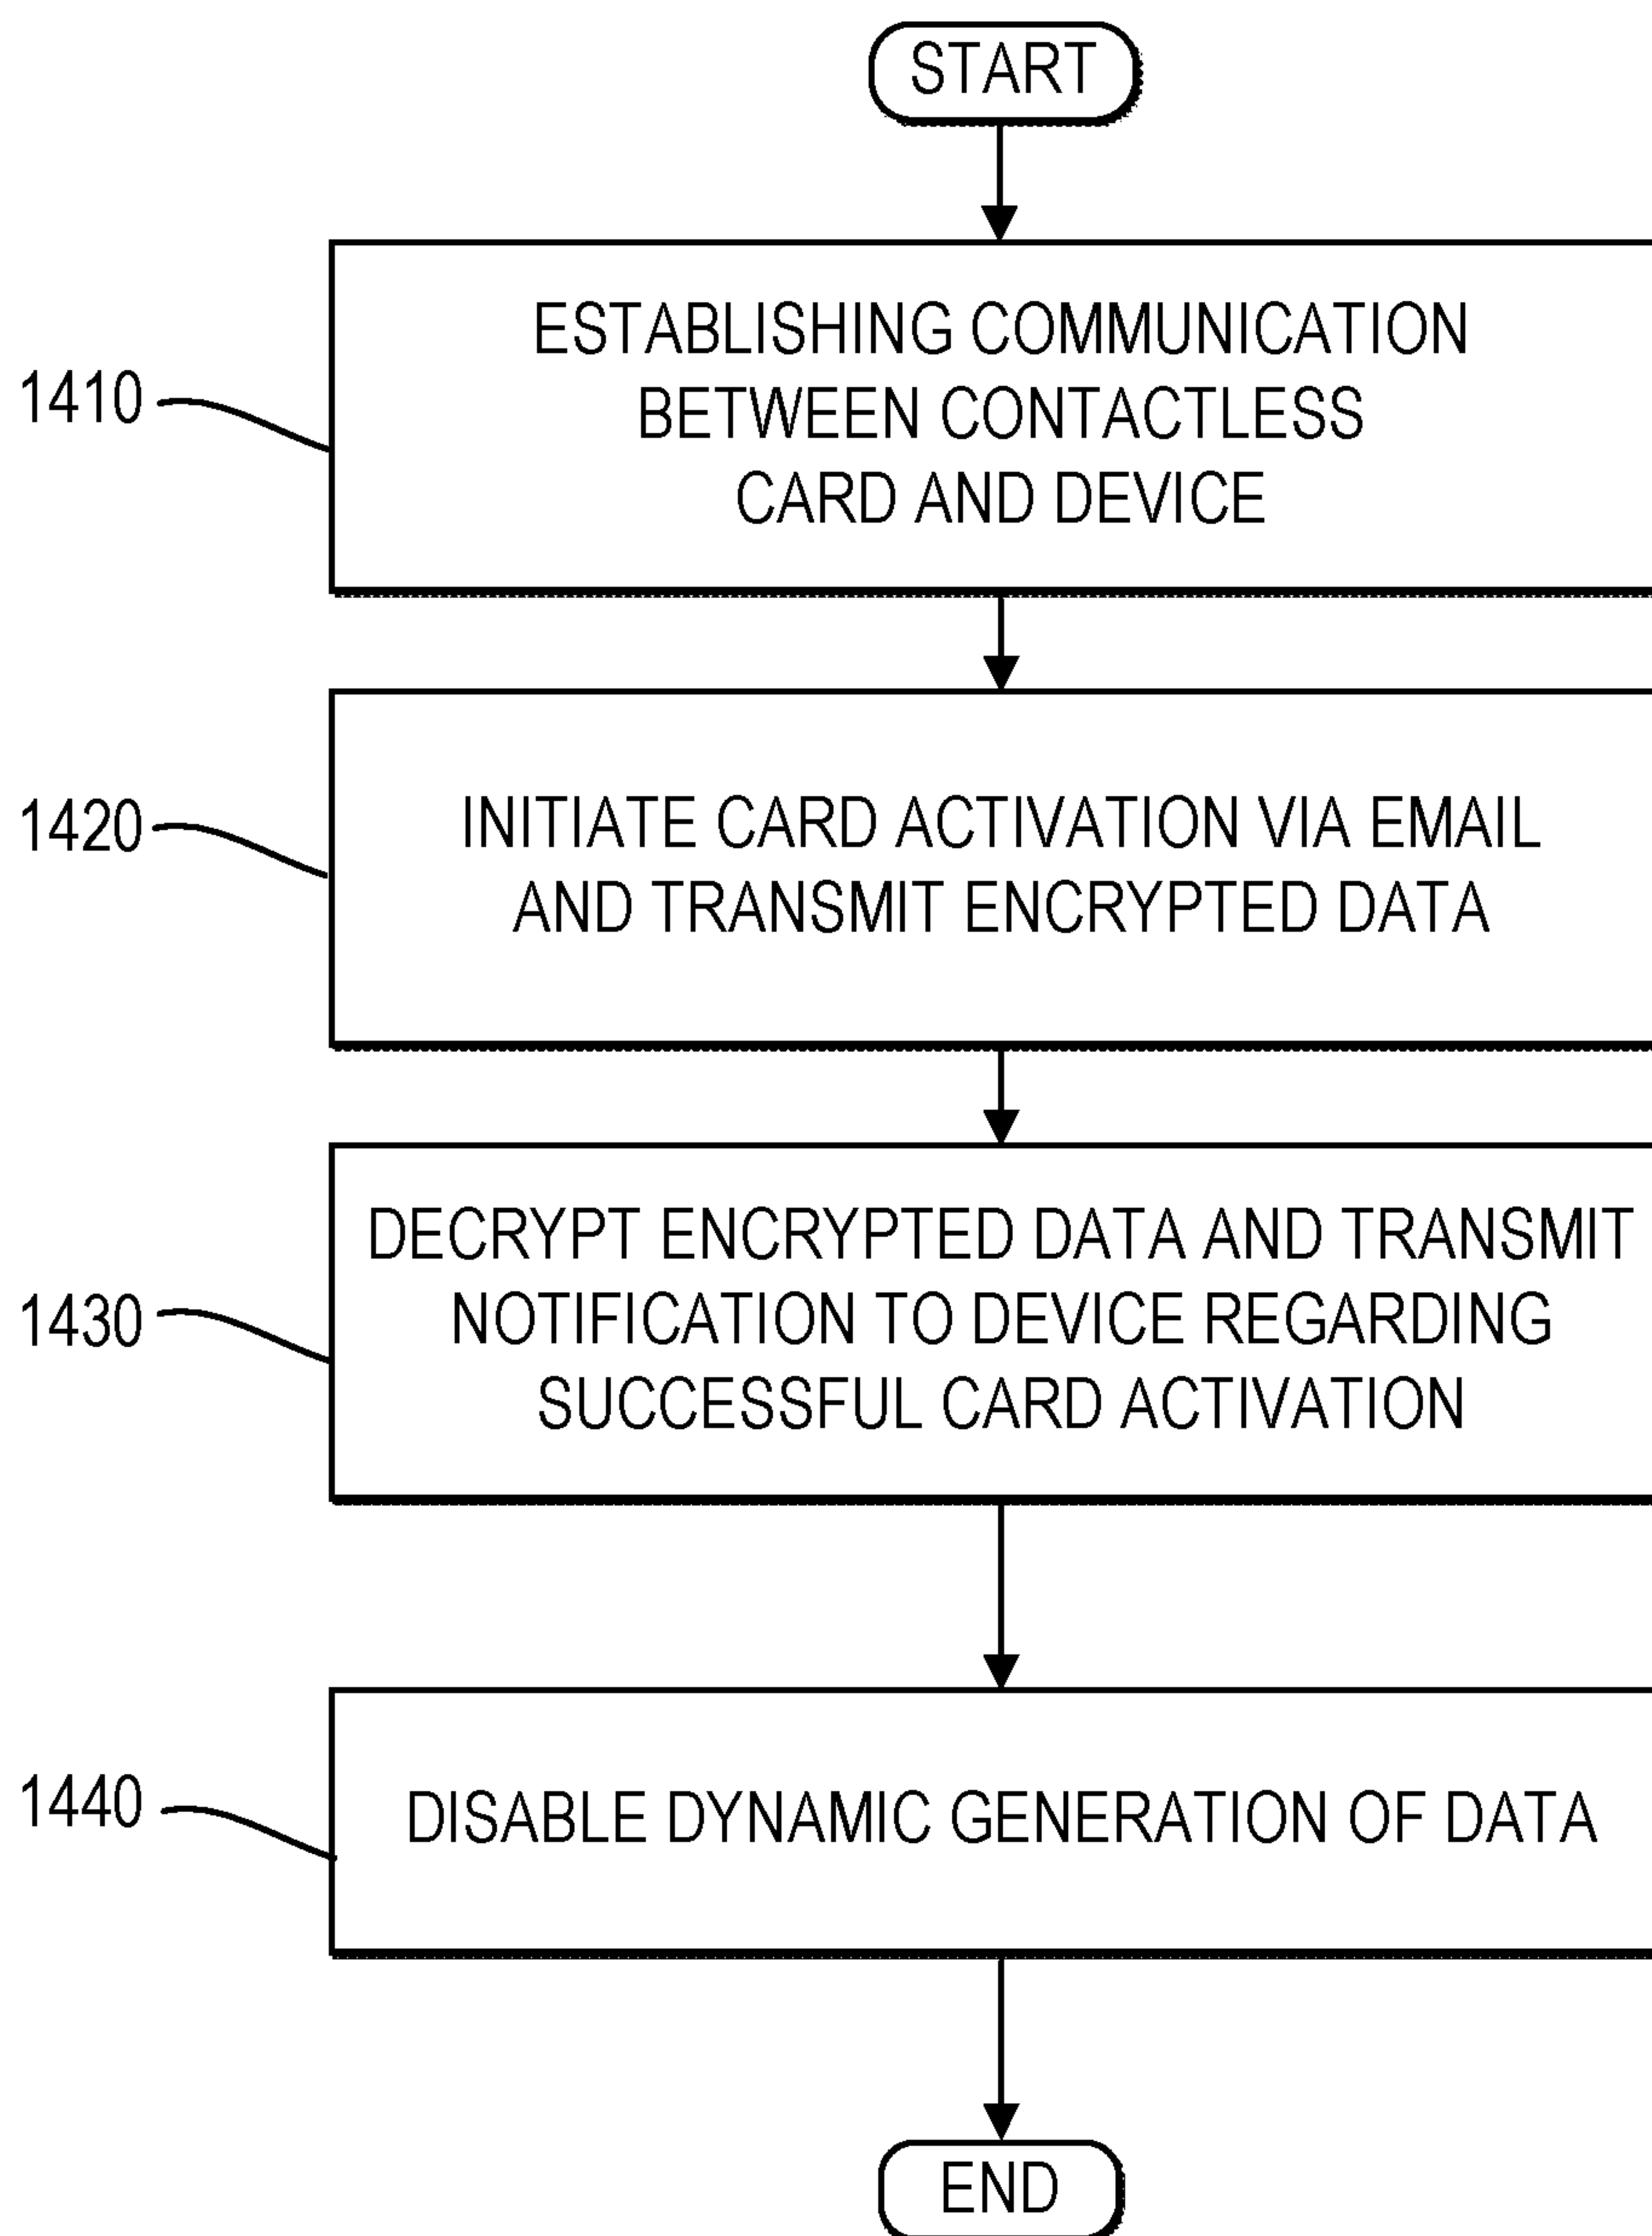 START
1410
ESTABLISHING COMMUNICATION
BETWEEN CONTACTLESS
CARD AND DEVICE
1420
INITIATE CARD ACTIVATION VIA EMAIL
AND TRANSMIT ENCRYPTED DATA
1430
DECRYPT ENCRYPTED DATA AND TRANSMIT
NOTIFICATION TO DEVICE REGARDING
SUCCESSFUL CARD ACTIVATION
1440
DISABLE DYNAMIC GENERATION OF DATA
END